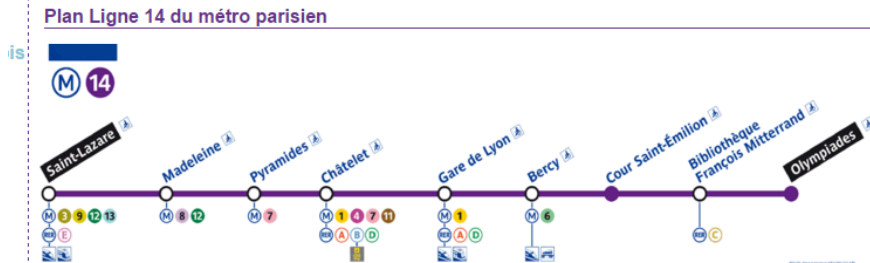 Plan Ligne 14 du métro parisien
is
M 14
Saint-Lazare
Madeleine
Pyramides
Châtelet
Gare de Lyon
Bercy
Cour Saint-Émilion
Bibliothèque
François Mitterrand
Olympiades
M 3 9 12 13
RER E
M 8 12
M 7
M 1 4 7 11
RER A B D
M 1
RER A D
M 6
RER C